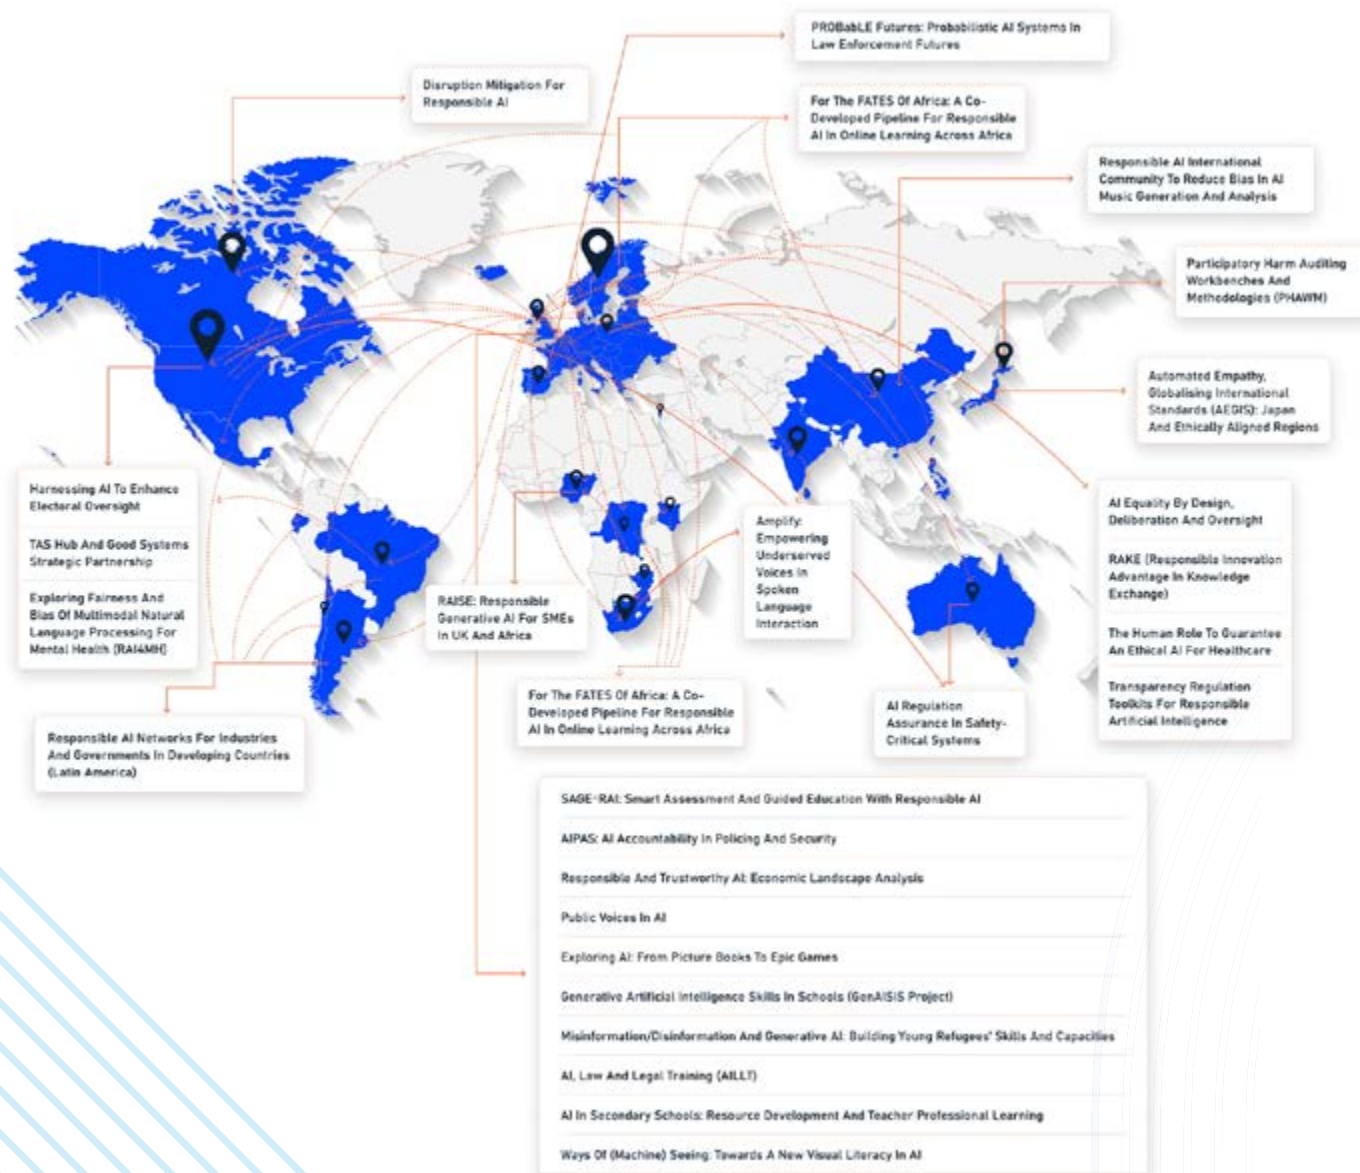 PROBabLE Futures: Probabilistic AI Systems In
Law Enforcement Futures
Disruption Mitigation For
Responsible AI
For The FATES Of Africa: A Co-
Developed Pipeline For Responsible
AI In Online Learning Across Africa
Responsible AI International
Community To Reduce Bias In AI
Music Generation And Analysis
Participatory Harm Auditing
Workbenches And
Methodologies (PHAWM)
Automated Empathy,
Globalising International
Standards (AEGIS): Japan
And Ethically Aligned Regions
Harnessing AI To Enhance
Electoral Oversight
TAS Hub And Good Systems
Strategic Partnership
Exploring Fairness And
Bias Of Multimodal Natural
Language Processing For
Mental Health (RAI4MH)
RAISE: Responsible
Generative AI For SMEs
In UK And Africa
Amplify:
Empowering
Underserved
Voices In
Spoken
Language
Interaction
AI Equality By Design,
Deliberation And Oversight
RAKE (Responsible Innovation
Advantage In Knowledge
Exchange)
The Human Role To Guarantee
An Ethical AI For Healthcare
Transparency Regulation
Toolkits For Responsible
Artificial Intelligence
Responsible AI Networks For Industries
And Governments In Developing Countries
(Latin America)
For The FATES Of Africa: A Co-
Developed Pipeline For Responsible
AI In Online Learning Across Africa
AI Regulation
Assurance In Safety-
Critical Systems
SAGE-RAI: Smart Assessment And Guided Education With Responsible AI
AIPAS: AI Accountability In Policing And Security
Responsible And Trustworthy AI: Economic Landscape Analysis
Public Voices In AI
Exploring AI: From Picture Books To Epic Games
Generative Artificial Intelligence Skills In Schools (GenAISIS Project)
Misinformation/Disinformation And Generative AI: Building Young Refugees' Skills And Capacities
AI, Law And Legal Training (AILLT)
AI In Secondary Schools: Resource Development And Teacher Professional Learning
Ways Of (Machine) Seeing: Towards A New Visual Literacy In AI